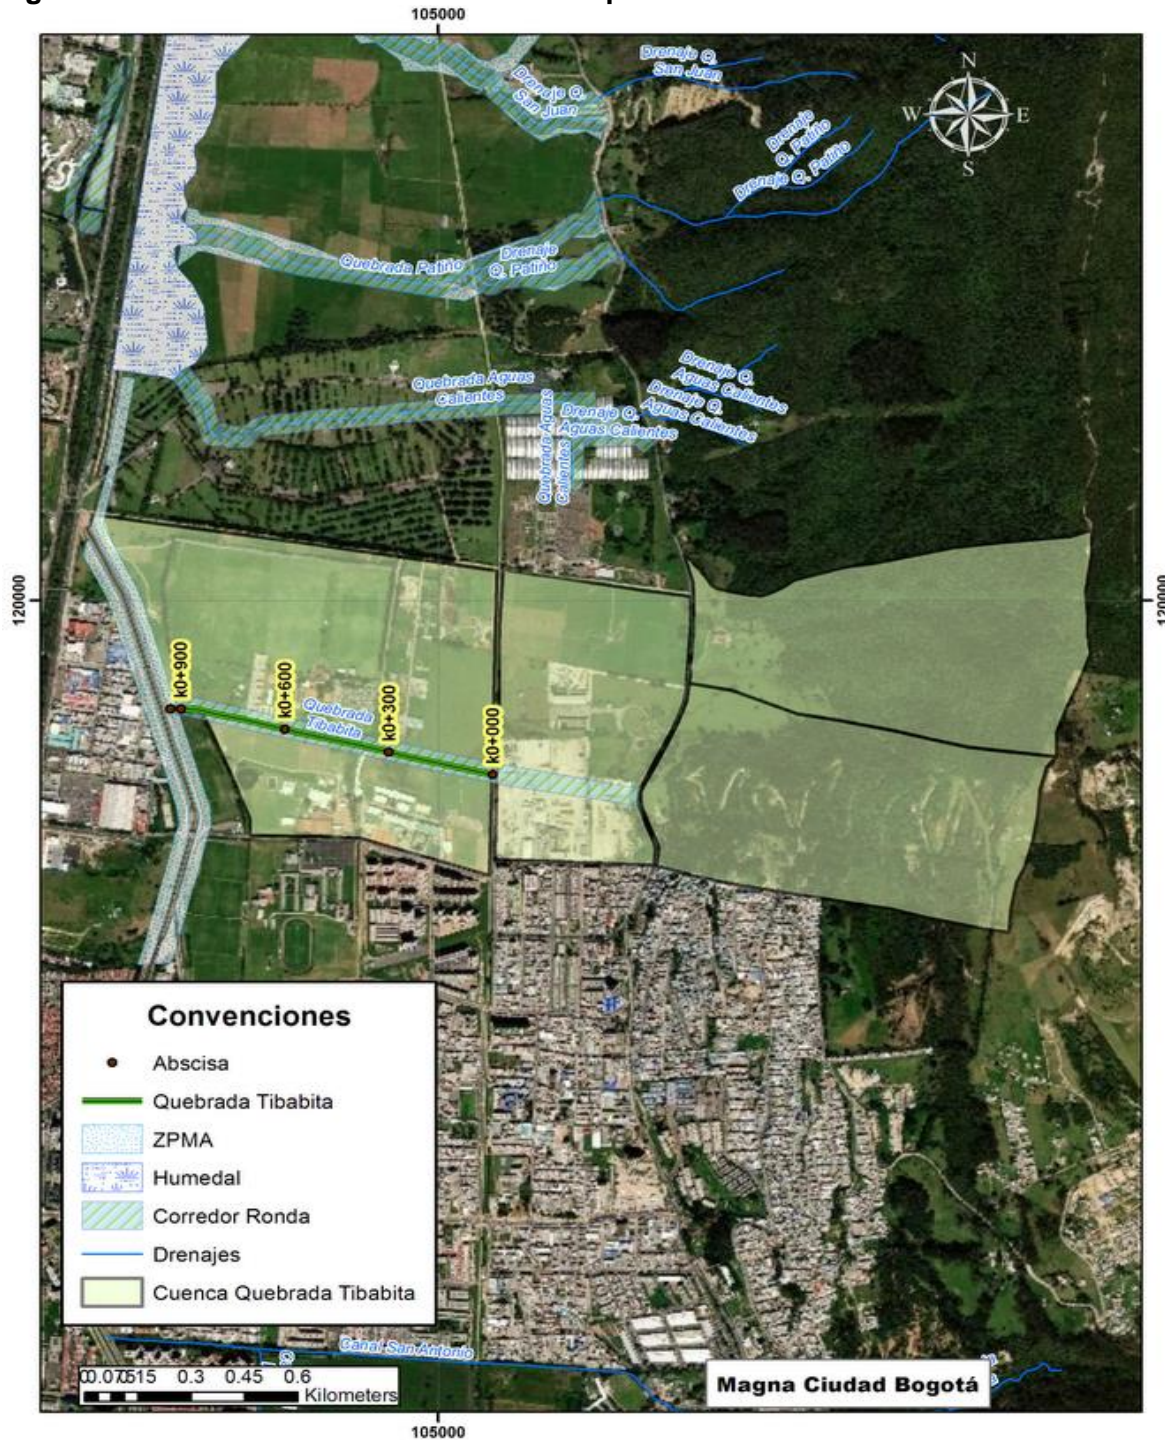 105000
Drenaje Q.
San Juan
Drenaje Q.
San Juan
N
W
E
S
Drenaje
Q. Patiño
Drenaje Q. Patiño
Quebrada Patiño
Drenaje
Q. Patiño
Drenaje Q.
Aguas Calientes
Drenaje Q.
Aguas Calientes
Quebrada Aguas
Calientes
Drenaje Q.
Aguas Calientes
Quebrada Aguas
Calientes
120000
120000
k0+900
k0+600
k0+300
k0+000
Quebrada
Tibabita
Convenciones
Abscisa
Quebrada Tibabita
ZPMA
Humedal
Corredor Ronda
Drenajes
Cuenca Quebrada Tibabita
Canal San Antonio
0.3 0.45 0.6
Kilometers
Magna Ciudad Bogotá
105000